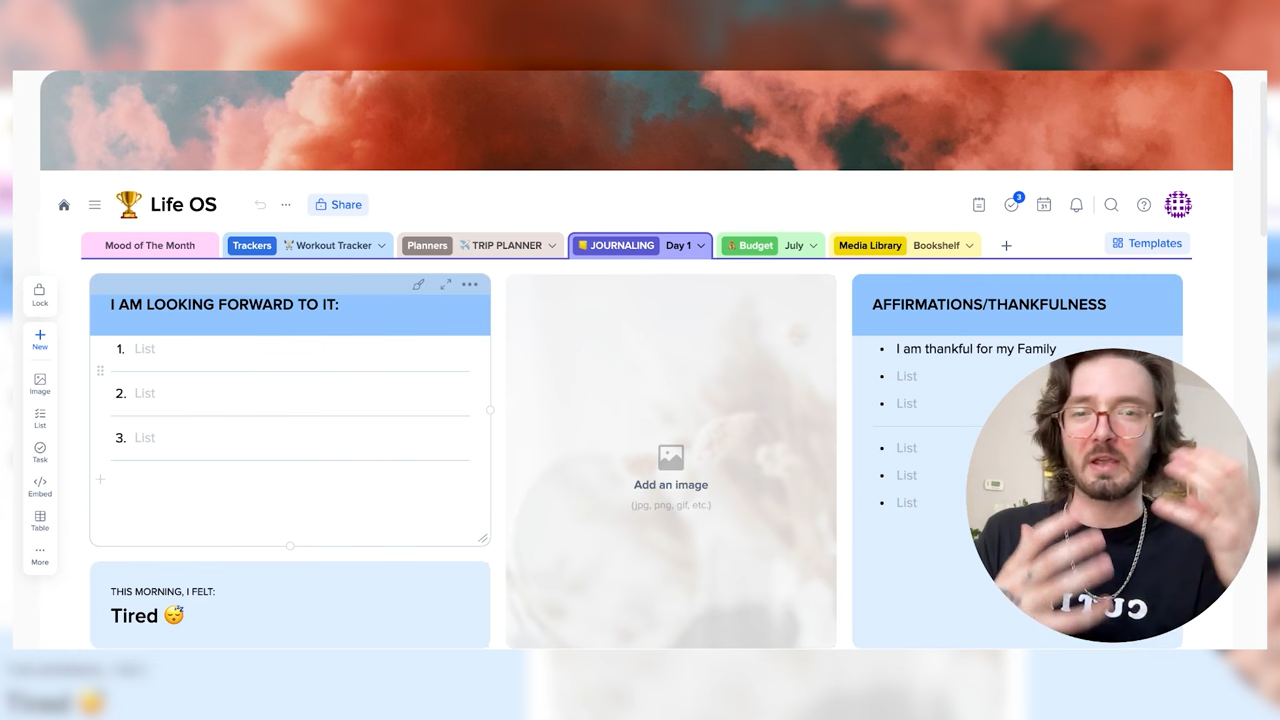 Life OS
Share
3
31
Mood of The Month
Trackers
Workout Tracker
Planners
TRIP PLANNER
JOURNALING
Day 1
Budget
July
Media Library
Bookshelf
Templates
Lock
New
Image
List
Task
Embed
Table
More
I AM LOOKING FORWARD TO IT:
1. List
2. List
3. List
THIS MORNING, I FELT:
Tired 😴
Add an image
(jpg, png, gif, etc.)
AFFIRMATIONS/THANKFULNESS
• I am thankful for my Family
• List
• List
• List
• List
• List
Tired